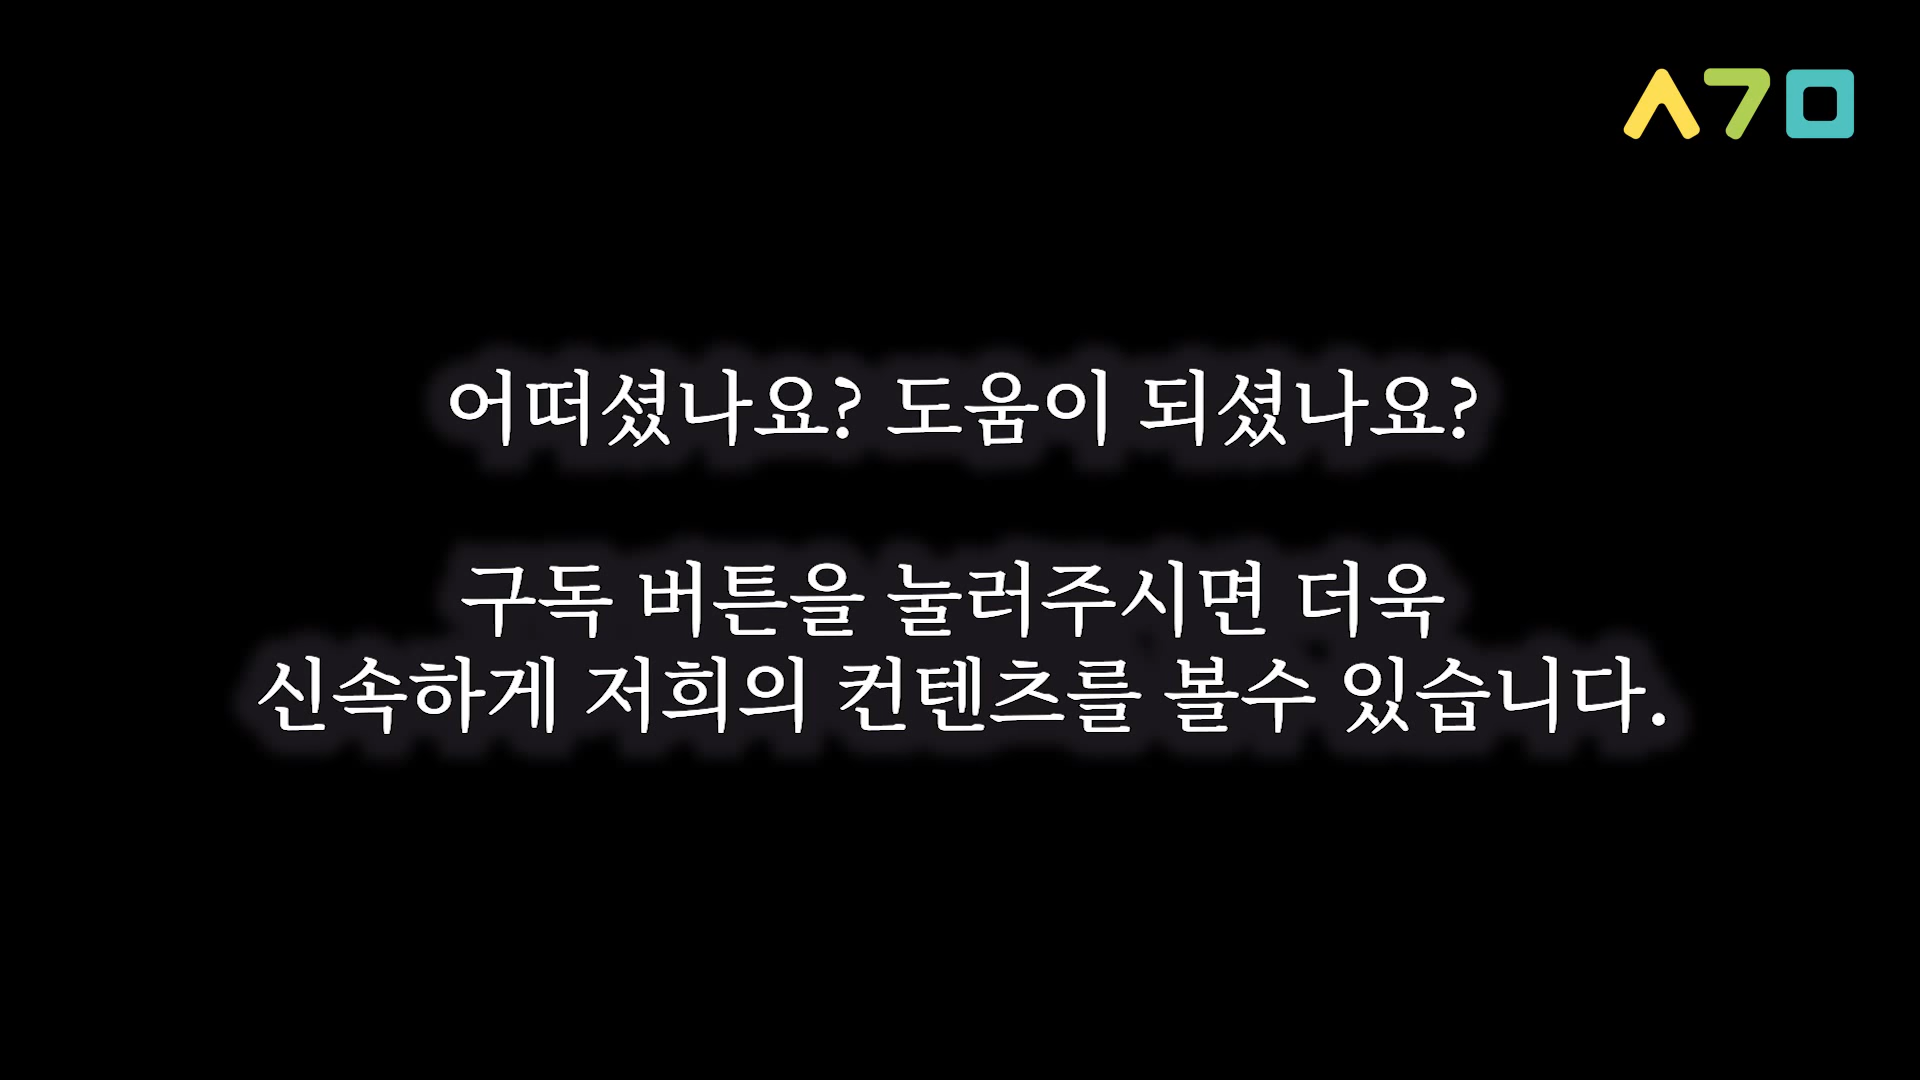 ㅅㄱㅁ
어떠셨나요? 도움이 되셨나요?
구독 버튼을 눌러주시면 더욱
신속하게 저희의 컨텐츠를 볼수 있습니다.